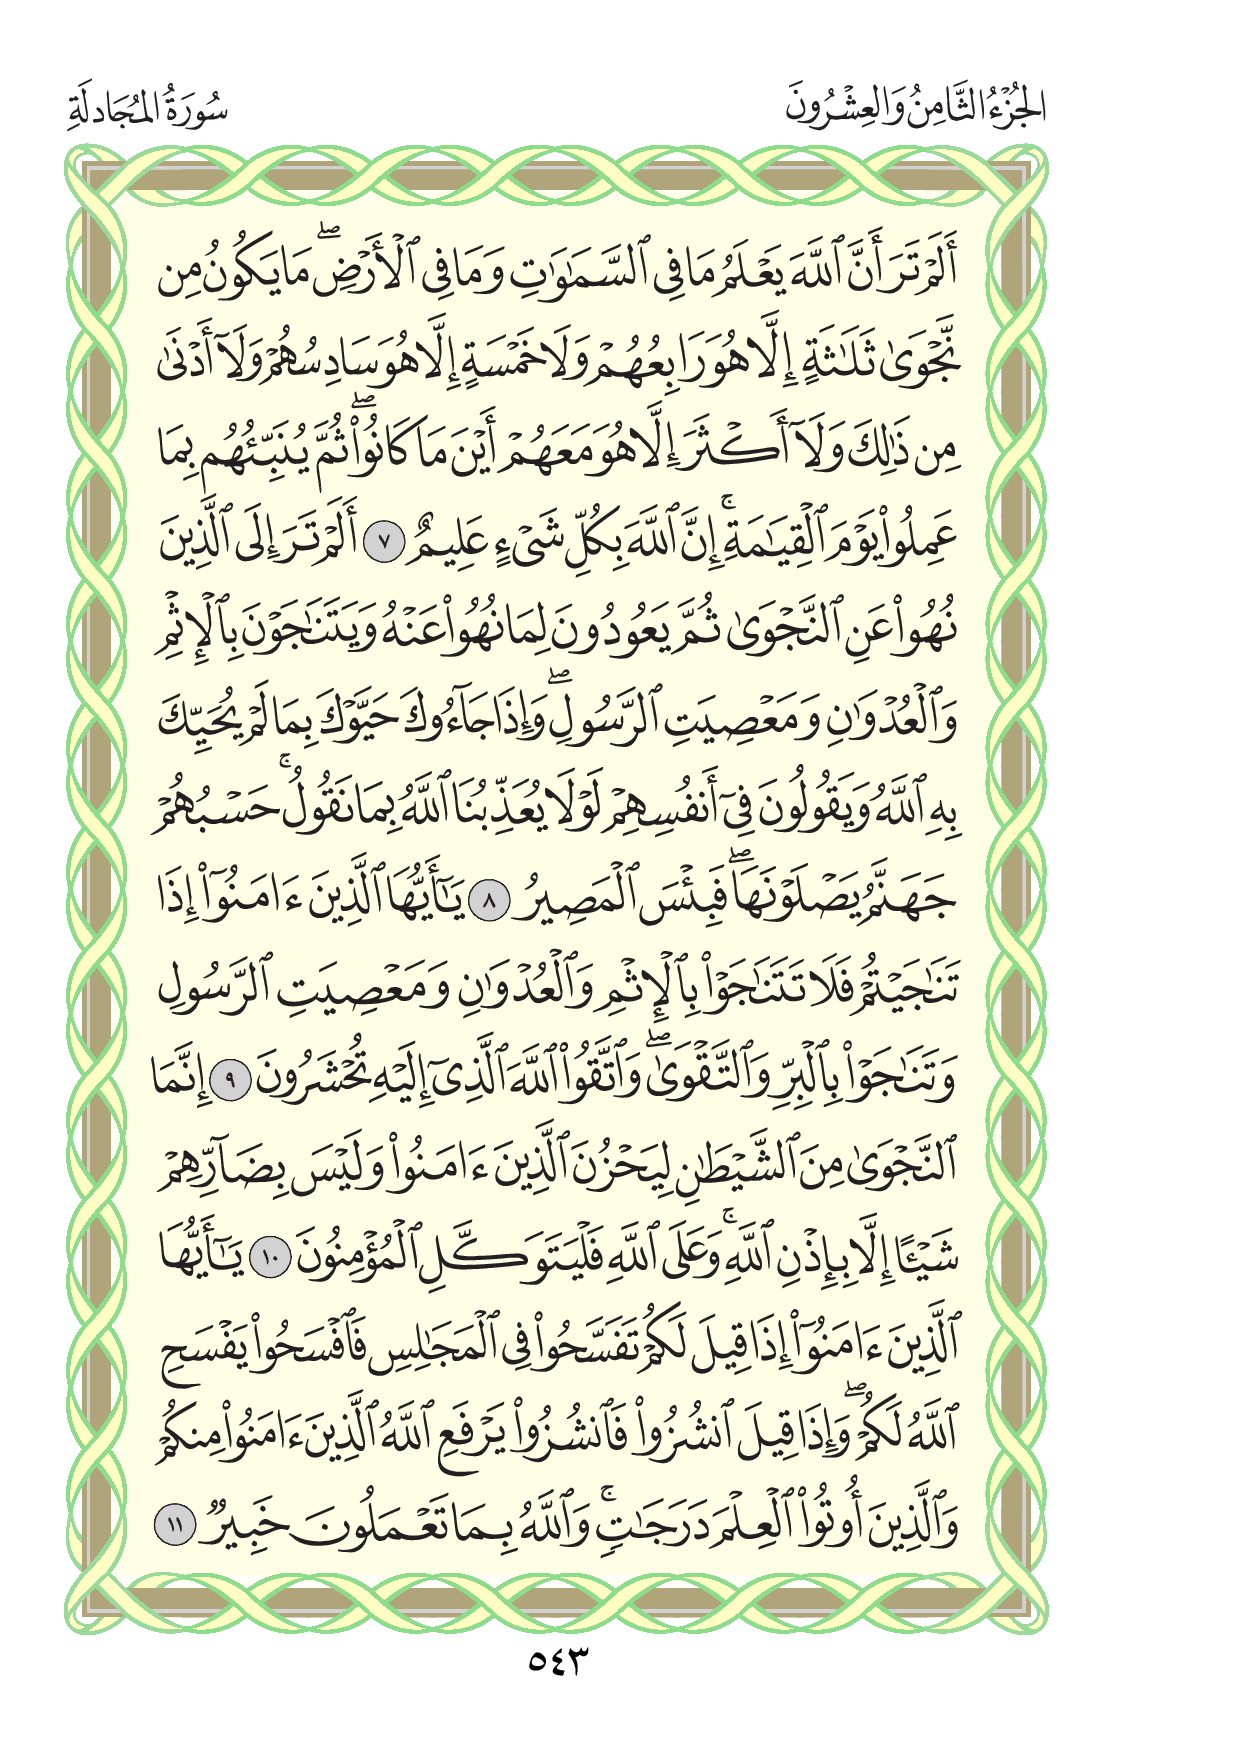 الجُزْءُ الثَّامِنُ وَالعِشْرُونَ
سُورَةُ المُجَادلَةِ
أَلَمْ تَرَ أَنَّ ٱللَّهَ يَعْلَمُ مَا فِى ٱلسَّمَٰوَٰتِ وَمَا فِى ٱلْأَرْضِۖ مَا يَكُونُ مِن
نَّجْوَىٰ ثَلَٰثَةٍ إِلَّا هُوَ رَابِعُهُمْ وَلَا خَمْسَةٍ إِلَّا هُوَ سَادِسُهُمْ وَلَآ أَدْنَىٰ
مِن ذَٰلِكَ وَلَآ أَكْثَرَ إِلَّا هُوَ مَعَهُمْ أَيْنَ مَا كَانُوا۟ۖ ثُمَّ يُنَبِّئُهُم بِمَا
عَمِلُوا۟ يَوْمَ ٱلْقِيَٰمَةِۚ إِنَّ ٱللَّهَ بِكُلِّ شَىْءٍ عَلِيمٌ ٧ أَلَمْ تَرَ إِلَى ٱلَّذِينَ
نُهُوا۟ عَنِ ٱلنَّجْوَىٰ ثُمَّ يَعُودُونَ لِمَا نُهُوا۟ عَنْهُ وَيَتَنَٰجَوْنَ بِٱلْإِثْمِ
وَٱلْعُدْوَٰنِ وَمَعْصِيَتِ ٱلرَّسُولِۖ وَإِذَا جَآءُوكَ حَيَّوْكَ بِمَا لَمْ يُحَيِّكَ
بِهِ ٱللَّهُ وَيَقُولُونَ فِىٓ أَنفُسِهِمْ لَوْلَا يُعَذِّبُنَا ٱللَّهُ بِمَا نَقُولُۚ حَسْبُهُمْ
جَهَنَّمُ يَصْلَوْنَهَاۖ فَبِئْسَ ٱلْمَصِيرُ ٨ يَٰٓأَيُّهَا ٱلَّذِينَ ءَامَنُوٓا۟ إِذَا
تَنَٰجَيْتُمْ فَلَا تَتَنَٰجَوْا۟ بِٱلْإِثْمِ وَٱلْعُدْوَٰنِ وَمَعْصِيَتِ ٱلرَّسُولِ
وَتَنَٰجَوْا۟ بِٱلْبِرِّ وَٱلتَّقْوَىٰۖ وَٱتَّقُوا۟ ٱللَّهَ ٱلَّذِىٓ إِلَيْهِ تُحْشَرُونَ ٩ إِنَّمَا
ٱلنَّجْوَىٰ مِنَ ٱلشَّيْطَٰنِ لِيَحْزُنَ ٱلَّذِينَ ءَامَنُوا۟ وَلَيْسَ بِضَآرِّهِمْ
شَيْـًٔا إِلَّا بِإِذْنِ ٱللَّهِۚ وَعَلَى ٱللَّهِ فَلْيَتَوَكَّلِ ٱلْمُؤْمِنُونَ ١٠ يَٰٓأَيُّهَا
ٱلَّذِينَ ءَامَنُوٓا۟ إِذَا قِيلَ لَكُمْ تَفَسَّحُوا۟ فِى ٱلْمَجَٰلِسِ فَٱفْسَحُوا۟ يَفْسَحِ
ٱللَّهُ لَكُمْۖ وَإِذَا قِيلَ ٱنشُزُوا۟ فَٱنشُزُوا۟ يَرْفَعِ ٱللَّهُ ٱلَّذِينَ ءَامَنُوا۟ مِنكُمْ
وَٱلَّذِينَ أُوتُوا۟ ٱلْعِلْمَ دَرَجَٰتٍۚ وَٱللَّهُ بِمَا تَعْمَلُونَ خَبِيرٌ ١١
٥٤٣